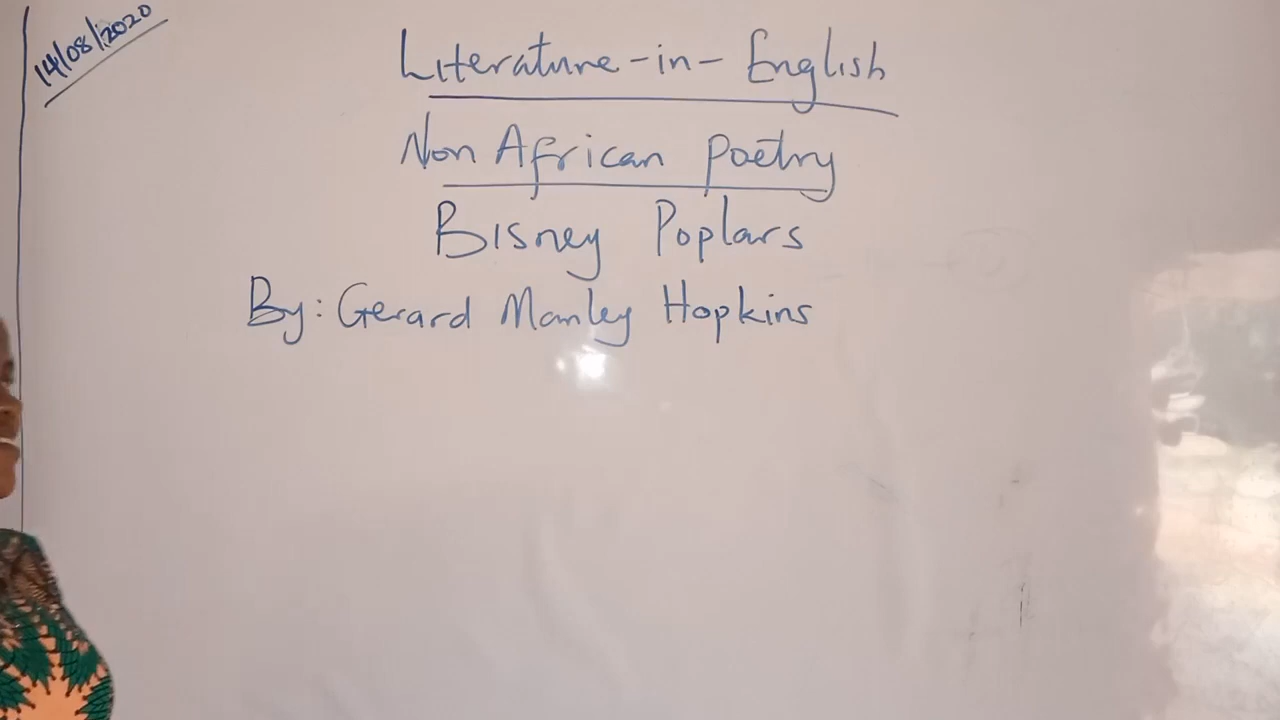 14/08/2020
Literature-in-English
Non African Poetry
Bisney Poplars
By: Gerard Manley Hopkins